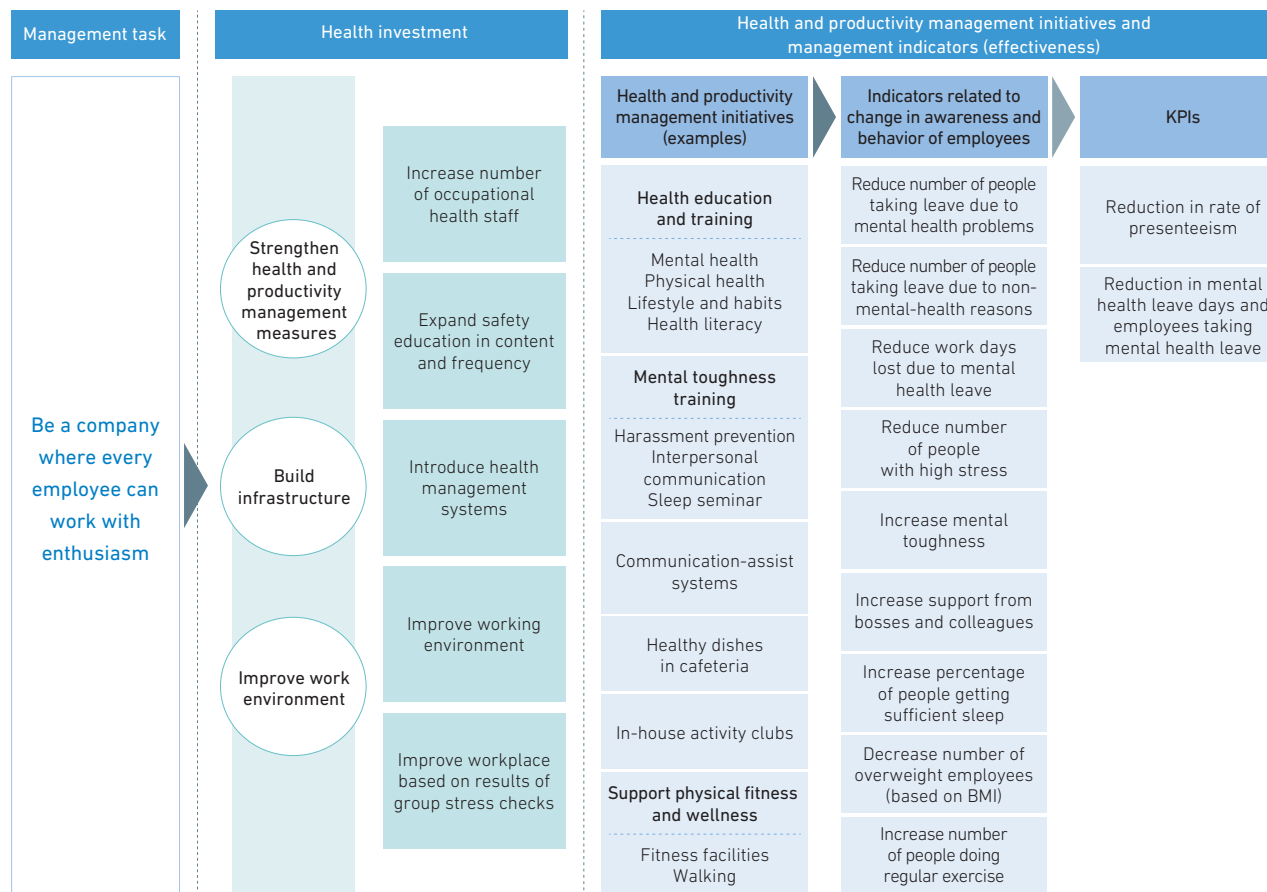 Management task
Health investment
Health and productivity management initiatives and
management indicators (effectiveness)
Be a company
where every
employee can
work with
enthusiasm
Strengthen
health and
productivity
management
measures
Build
infrastructure
Improve work
environment
Increase number
of occupational
health staff
Expand safety
education in content
and frequency
Introduce health
management
systems
Improve working
environment
Improve workplace
based on results of
group stress checks
Health and productivity
management initiatives
(examples)
Health education
and training
Mental health
Physical health
Lifestyle and habits
Health literacy
Mental toughness
training
Harassment prevention
Interpersonal
communication
Sleep seminar
Communication-assist
systems
Healthy dishes
in cafeteria
In-house activity clubs
Support physical fitness
and wellness
Fitness facilities
Walking
Indicators related to
change in awareness and
behavior of employees
Reduce number of people
taking leave due to
mental health problems
Reduce number of people
taking leave due to non-
mental-health reasons
Reduce work days
lost due to mental
health leave
Reduce number
of people
with high stress
Increase mental
toughness
Increase support from
bosses and colleagues
Increase percentage
of people getting
sufficient sleep
Decrease number of
overweight employees
(based on BMI)
Increase number
of people doing
regular exercise
KPIs
Reduction in rate of
presenteeism
Reduction in mental
health leave days and
employees taking
mental health leave